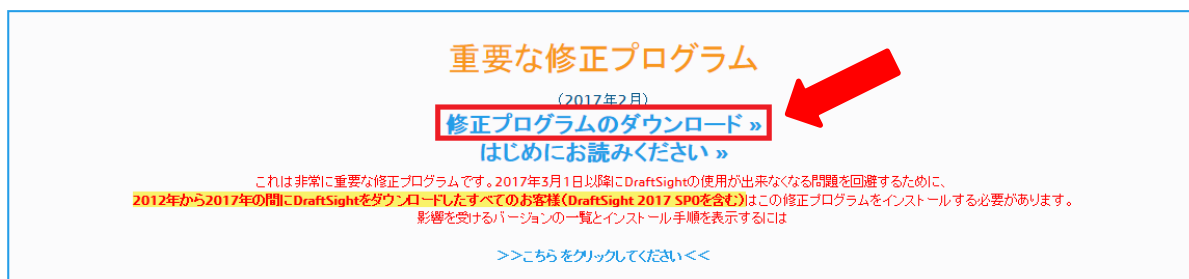 重要な修正プログラム
（2017年2月）
修正プログラムのダウンロード »
はじめにお読みください »
これは非常に重要な修正プログラムです。2017年3月1日以降にDraftSightの使用が出来なくなる問題を回避するために、
2012年から2017年の間にDraftSightをダウンロードしたすべてのお客様（DraftSight 2017 SP0を含む）はこの修正プログラムをインストールする必要があります。
影響を受けるバージョンの一覧とインストール手順を表示するには
>>こちらをクリックしてください<<